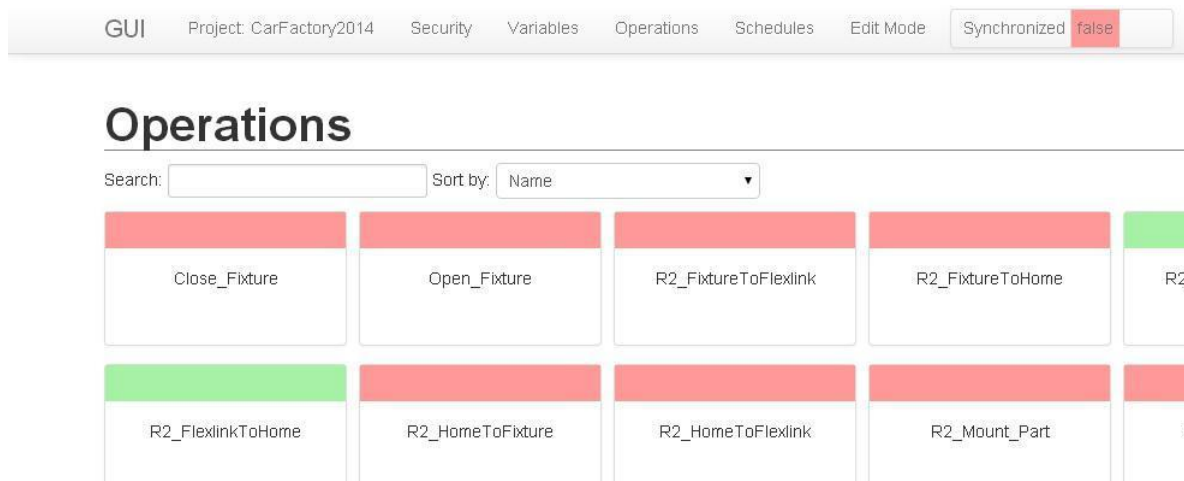 GUI Project: CarFactory2014 Security Variables Operations Schedules Edit Mode Synchronized false
Operations
Search: Sort by: Name
Close_Fixture Open_Fixture R2_FixtureToFlexlink R2_FixtureToHome R2
R2_FlexlinkToHome R2_HomeToFixture R2_HomeToFlexlink R2_Mount_Part